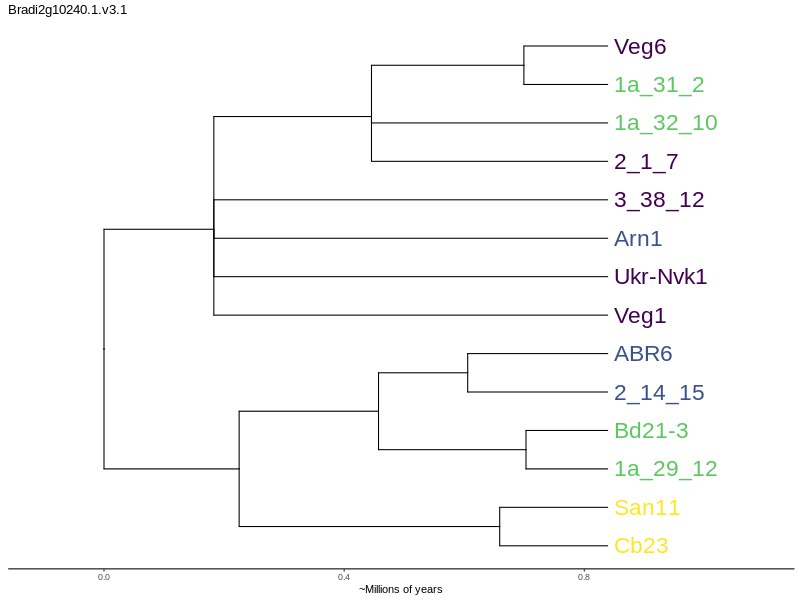 Bradi2g10240.1.v3.1
Veg6
1a_31_2
1a_32_10
2_1_7
3_38_12
Arn1
Ukr-Nvk1
Veg1
ABR6
2_14_15
Bd21-3
1a_29_12
San11
Cb23
0.0 0.4 0.8
~Millions of years